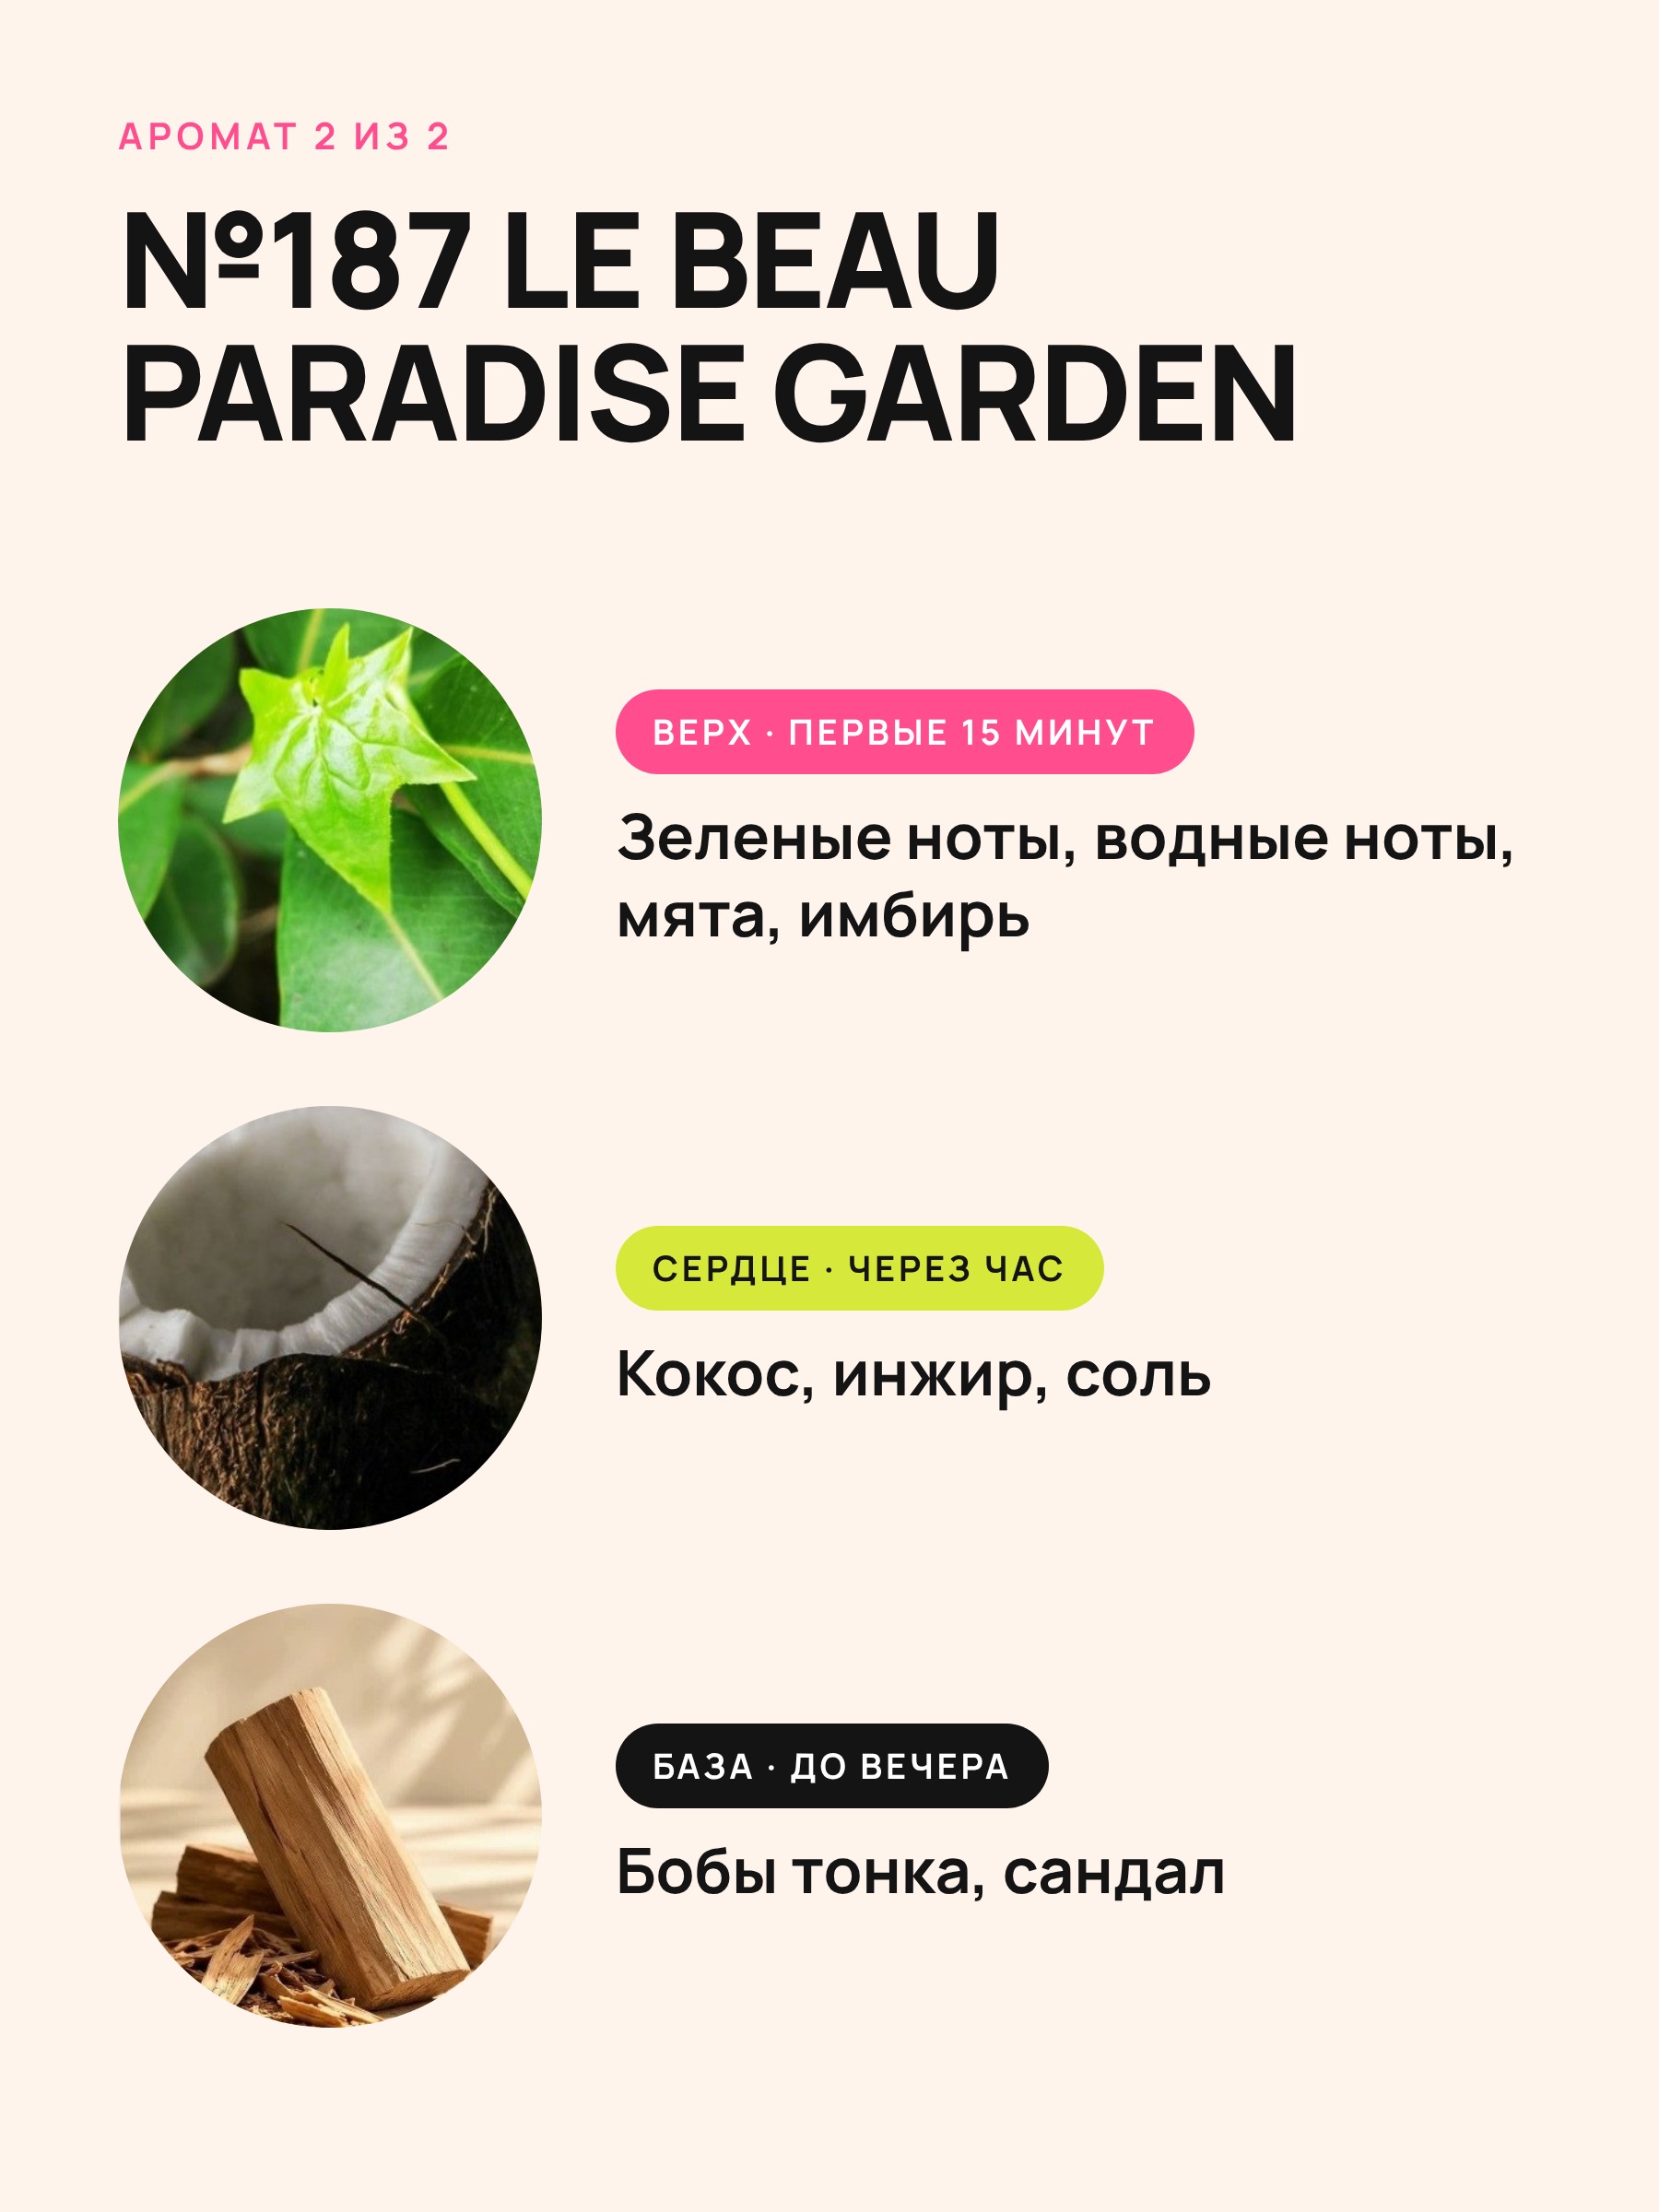 АРОМАТ 2 ИЗ 2
№187 LE BEAU
PARADISE GARDEN
ВЕРХ · ПЕРВЫЕ 15 МИНУТ
Зеленые ноты, водные ноты,
мята, имбирь
СЕРДЦЕ · ЧЕРЕЗ ЧАС
Кокос, инжир, соль
БАЗА · ДО ВЕЧЕРА
Бобы тонка, сандал